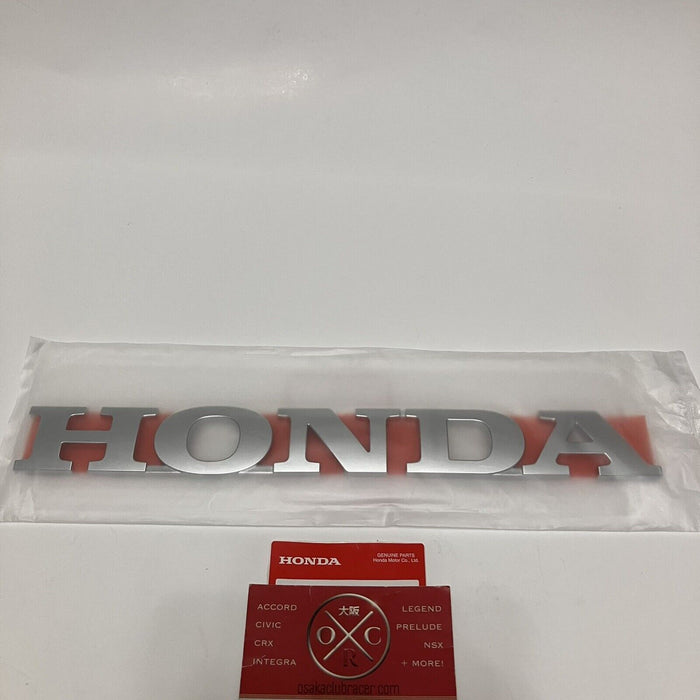 HONDA
HONDA
GENUINE PARTS
Honda Motor Co., Ltd.
ACCORD
CIVIC
CRX
INTEGRA
大阪
O C
R
LEGEND
PRELUDE
NSX
+ MORE!
osakaclubracer.com